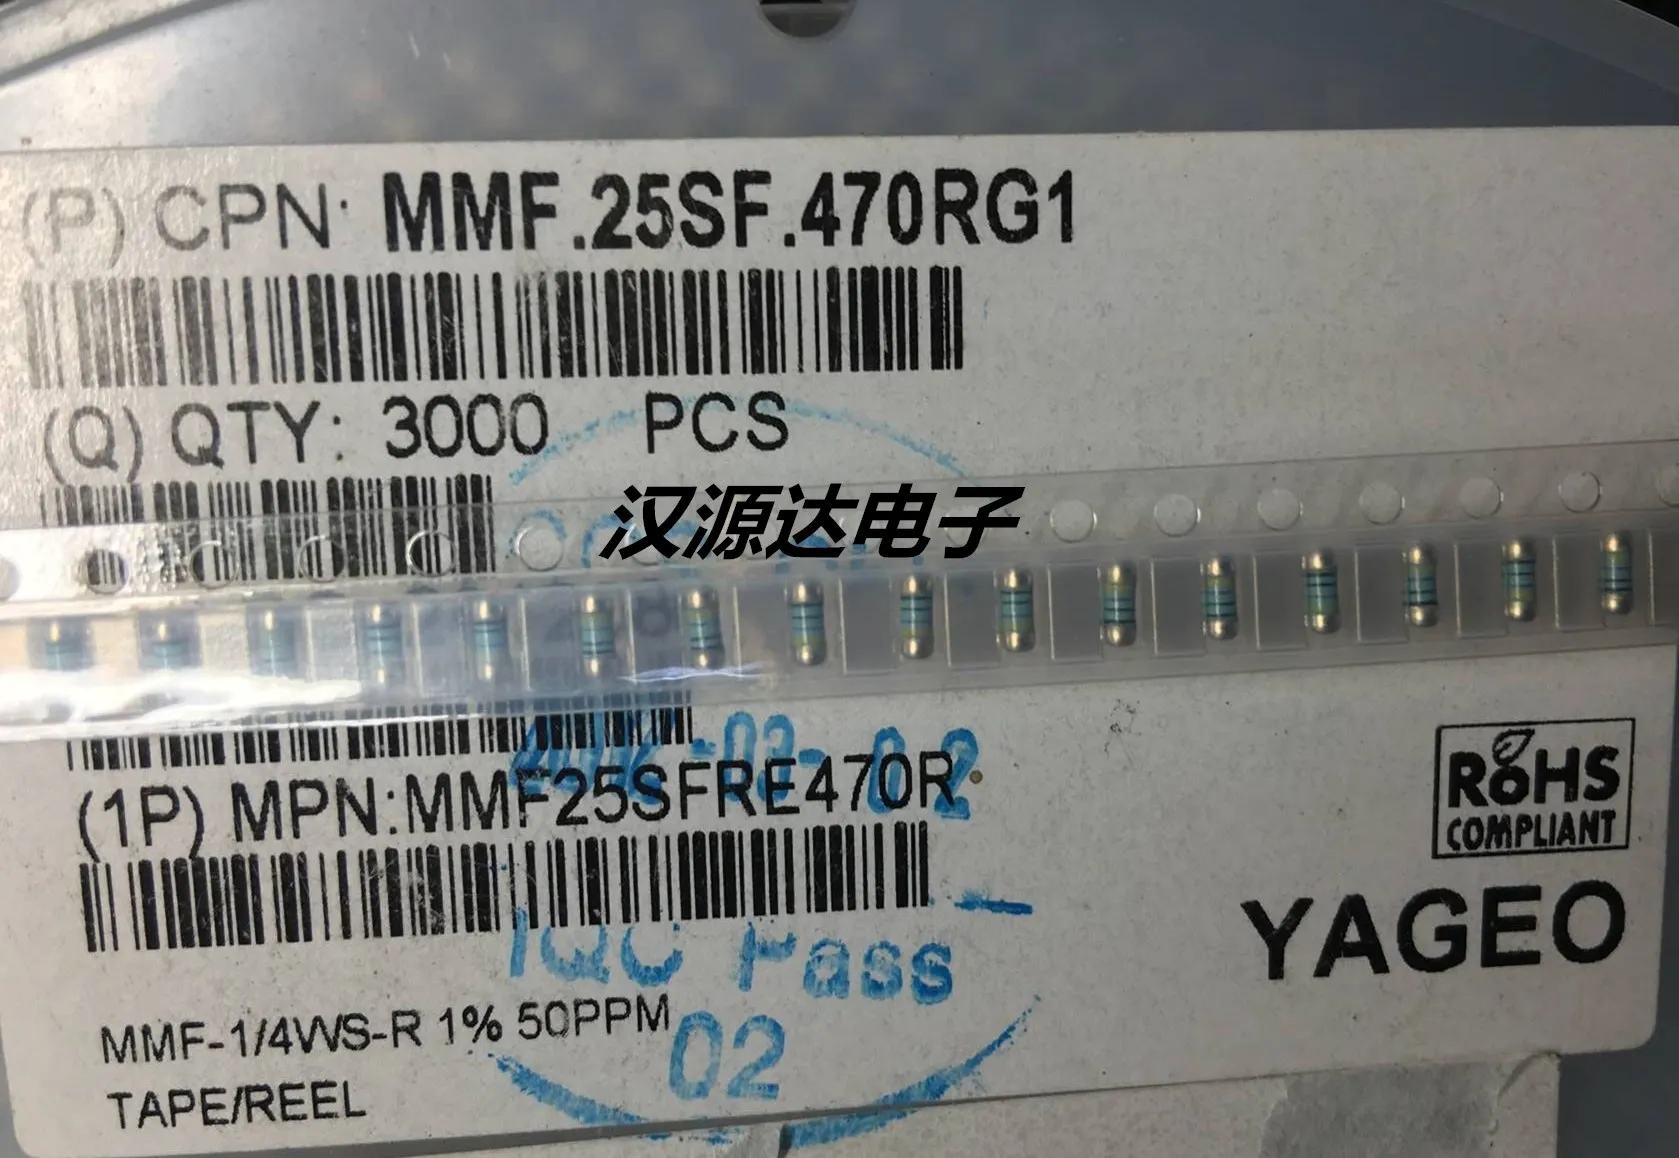 (P) CPN: MMF.25SF.470RG1
(Q) QTY: 3000 PCS
汉源达电子
(1P) MPN:MMF25SFRE470R
RoHS
COMPLIANT
YAGEO
IQC Pass
02
MMF-1/4WS-R 1% 50PPM
TAPE/REEL